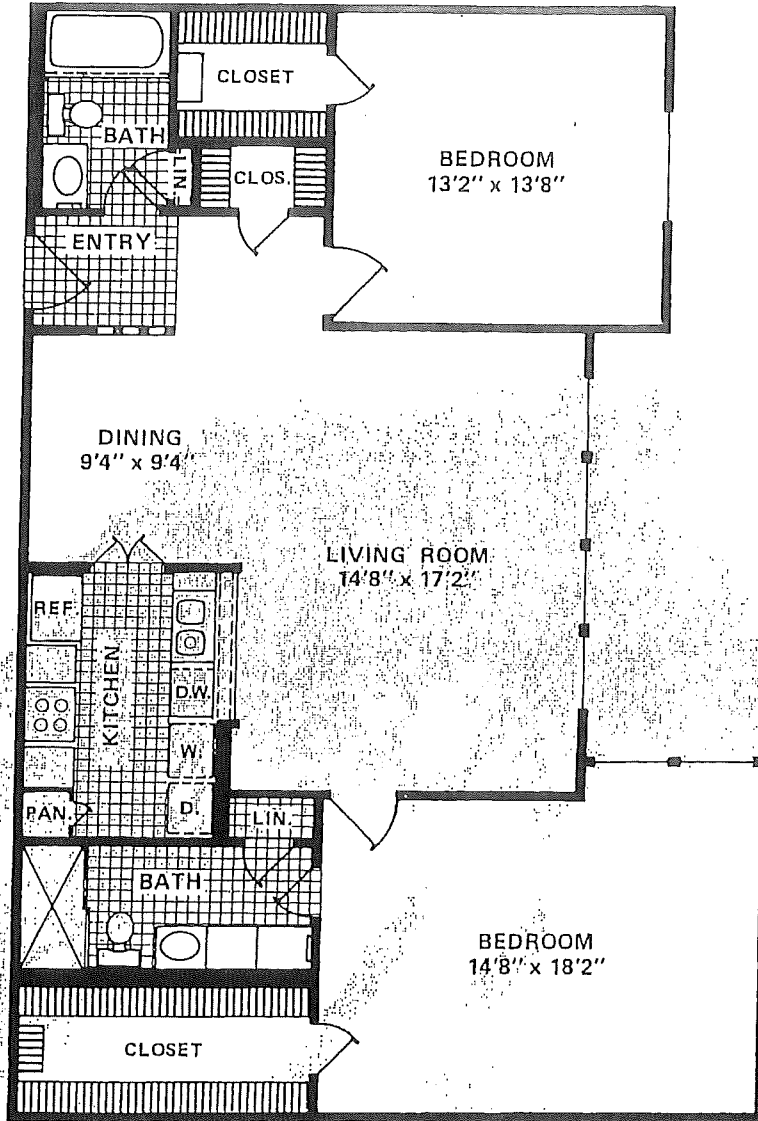 CLOSET
BATH
LIN.
CLOS.
BEDROOM
13'2" x 13'8"
ENTRY
DINING
9'4" x 9'4"
LIVING ROOM
14'8" x 17'2"
REF.
KITCHEN
D.W.
W
D.
PAN.
LIN.
BATH
BEDROOM
14'8" x 18'2"
CLOSET